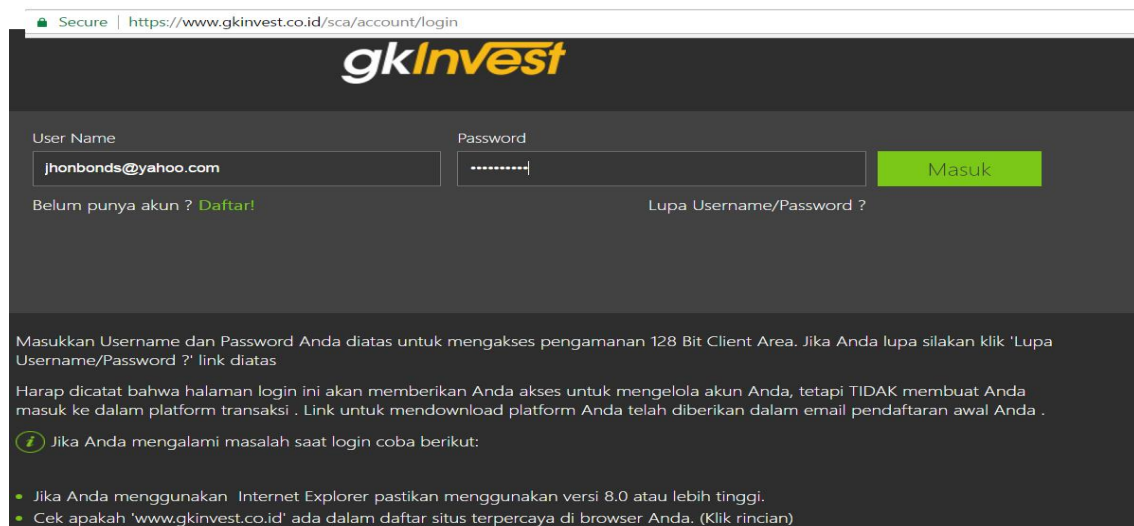 Secure | https://www.gkinvest.co.id/sca/account/login
gkInvest
User Name
Password
jhonbonds@yahoo.com
••••••••••
Masuk
Belum punya akun ? Daftar!
Lupa Username/Password ?
Masukkan Username dan Password Anda diatas untuk mengakses pengamanan 128 Bit Client Area. Jika Anda lupa silakan klik 'Lupa
Username/Password ?' link diatas
Harap dicatat bahwa halaman login ini akan memberikan Anda akses untuk mengelola akun Anda, tetapi TIDAK membuat Anda
masuk ke dalam platform transaksi . Link untuk mendownload platform Anda telah diberikan dalam email pendaftaran awal Anda .
i Jika Anda mengalami masalah saat login coba berikut:
• Jika Anda menggunakan Internet Explorer pastikan menggunakan versi 8.0 atau lebih tinggi.
• Cek apakah 'www.gkinvest.co.id' ada dalam daftar situs terpercaya di browser Anda. (Klik rincian)